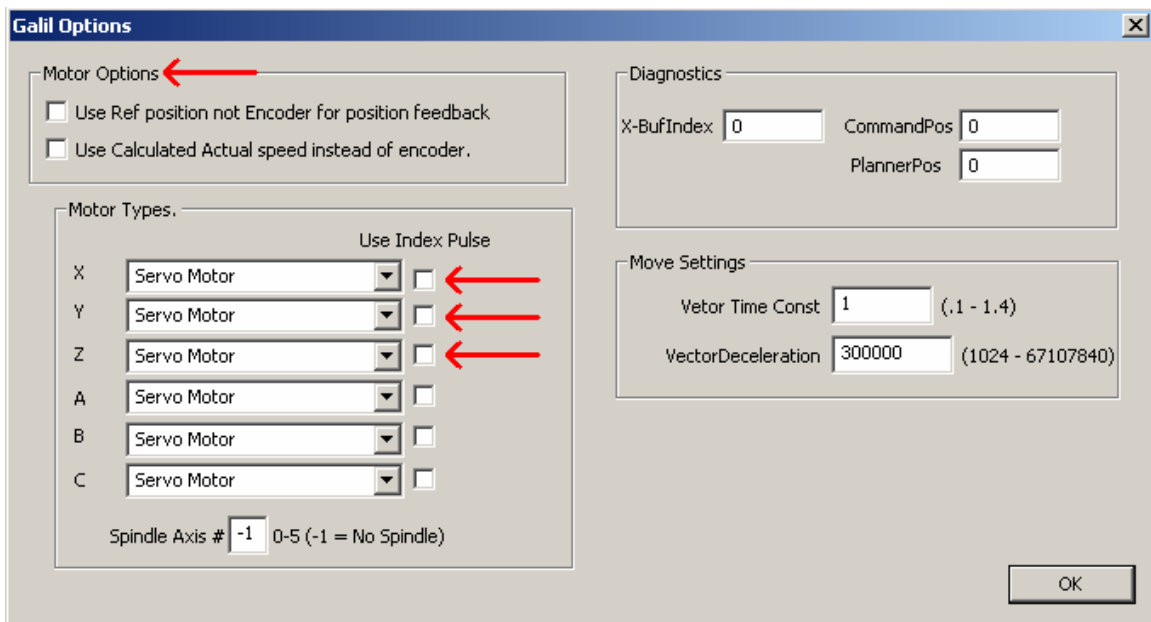 Galil Options
Motor Options
Use Ref position not Encoder for position feedback
Use Calculated Actual speed instead of encoder.
Motor Types.
Use Index Pulse
X Servo Motor
Y Servo Motor
Z Servo Motor
A Servo Motor
B Servo Motor
C Servo Motor
Spindle Axis # -1 0-5 (-1 = No Spindle)
Diagnostics
X-BufIndex 0 CommandPos 0
PlannerPos 0
Move Settings
Vetor Time Const 1 (.1 - 1.4)
VectorDeceleration 300000 (1024 - 67107840)
OK